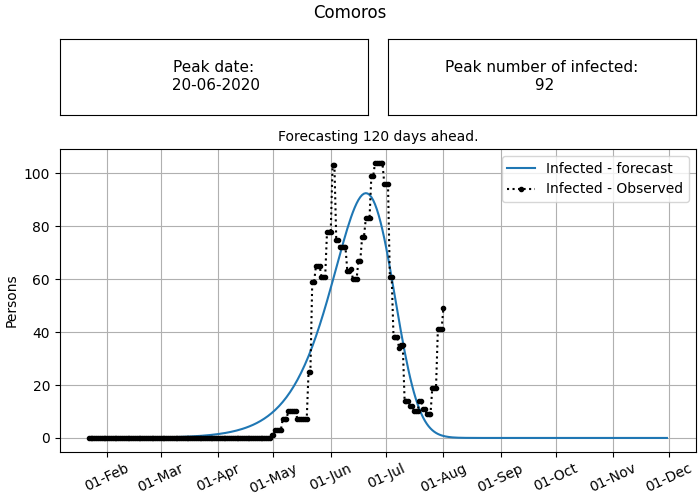 Comoros
Peak date:
20-06-2020
Peak number of infected:
92
Forecasting 120 days ahead.
Infected - forecast
Infected - Observed
Persons
100
80
60
40
20
0
01-Feb
01-Mar
01-Apr
01-May
01-Jun
01-Jul
01-Aug
01-Sep
01-Oct
01-Nov
01-Dec